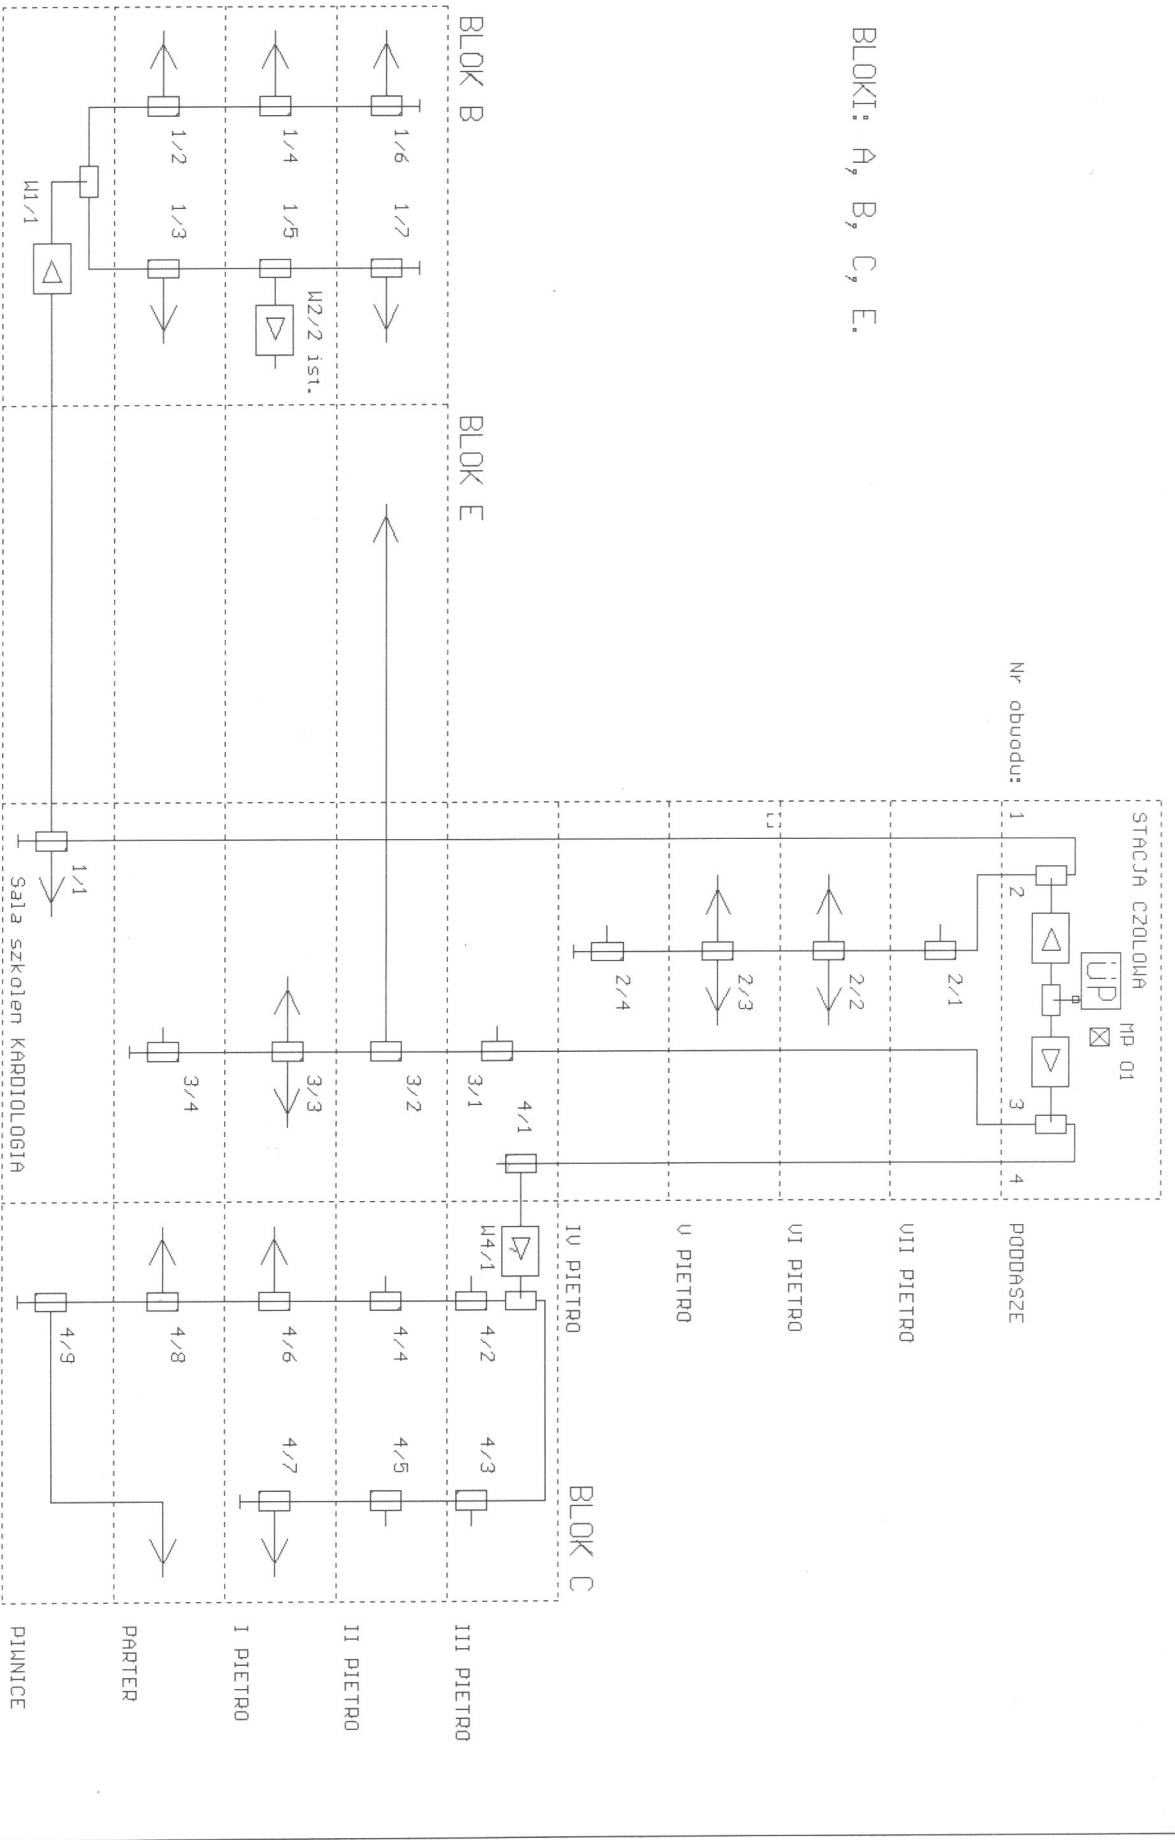 BLOKI: A, B, C, E.
STACJA CZOLOWA
MP 01
ÜP
Nr obwodu:
1
2
3
4
PODDASZE
2/1
VII PIETRO
2/2
VI PIETRO
2/3
V PIETRO
2/4
IV PIETRO
BLOK C
BLOK B
BLOK E
4/1
W4/1
3/1
4/2
4/3
III PIETRO
1/6
1/7
3/2
4/4
4/5
II PIETRO
W2/2 ist.
1/4
1/5
3/3
4/6
4/7
I PIETRO
1/2
1/3
3/4
4/8
PARTER
W1/1
1/1
4/9
Sala szkolen KARDIOLOGIA
PIWNICE